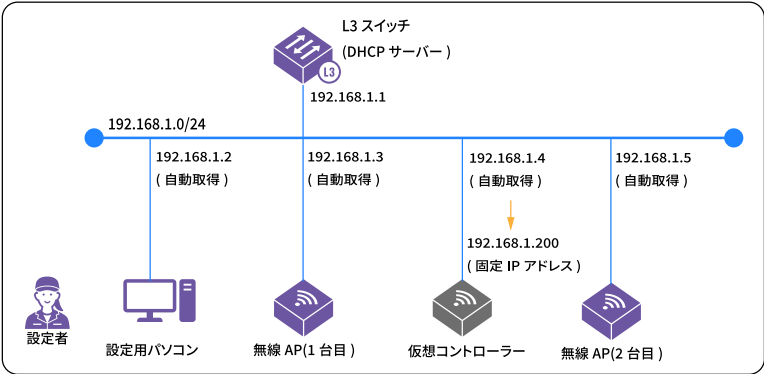 L3 スイッチ
(DHCP サーバー )
L3
192.168.1.1
192.168.1.0/24
192.168.1.2
( 自動取得 )
192.168.1.3
( 自動取得 )
192.168.1.4
( 自動取得 )
192.168.1.5
( 自動取得 )
192.168.1.200
( 固定 IP アドレス )
設定者
設定用パソコン
無線 AP(1 台目 )
仮想コントローラー
無線 AP(2 台目 )